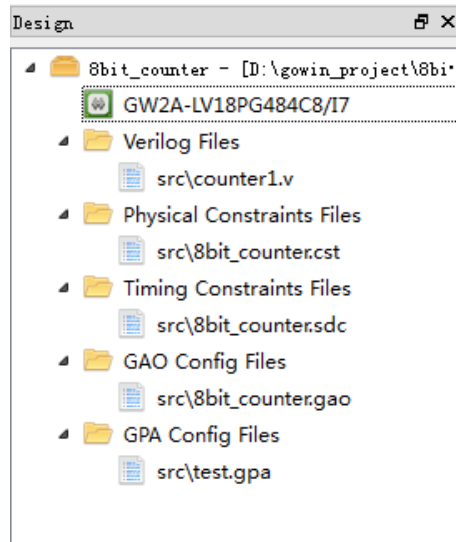 Design
8bit_counter - [D:\gowin_project\8bi
GW2A-LV18PG484C8/I7
Verilog Files
src\counter1.v
Physical Constraints Files
src\8bit_counter.cst
Timing Constraints Files
src\8bit_counter.sdc
GAO Config Files
src\8bit_counter.gao
GPA Config Files
src\test.gpa